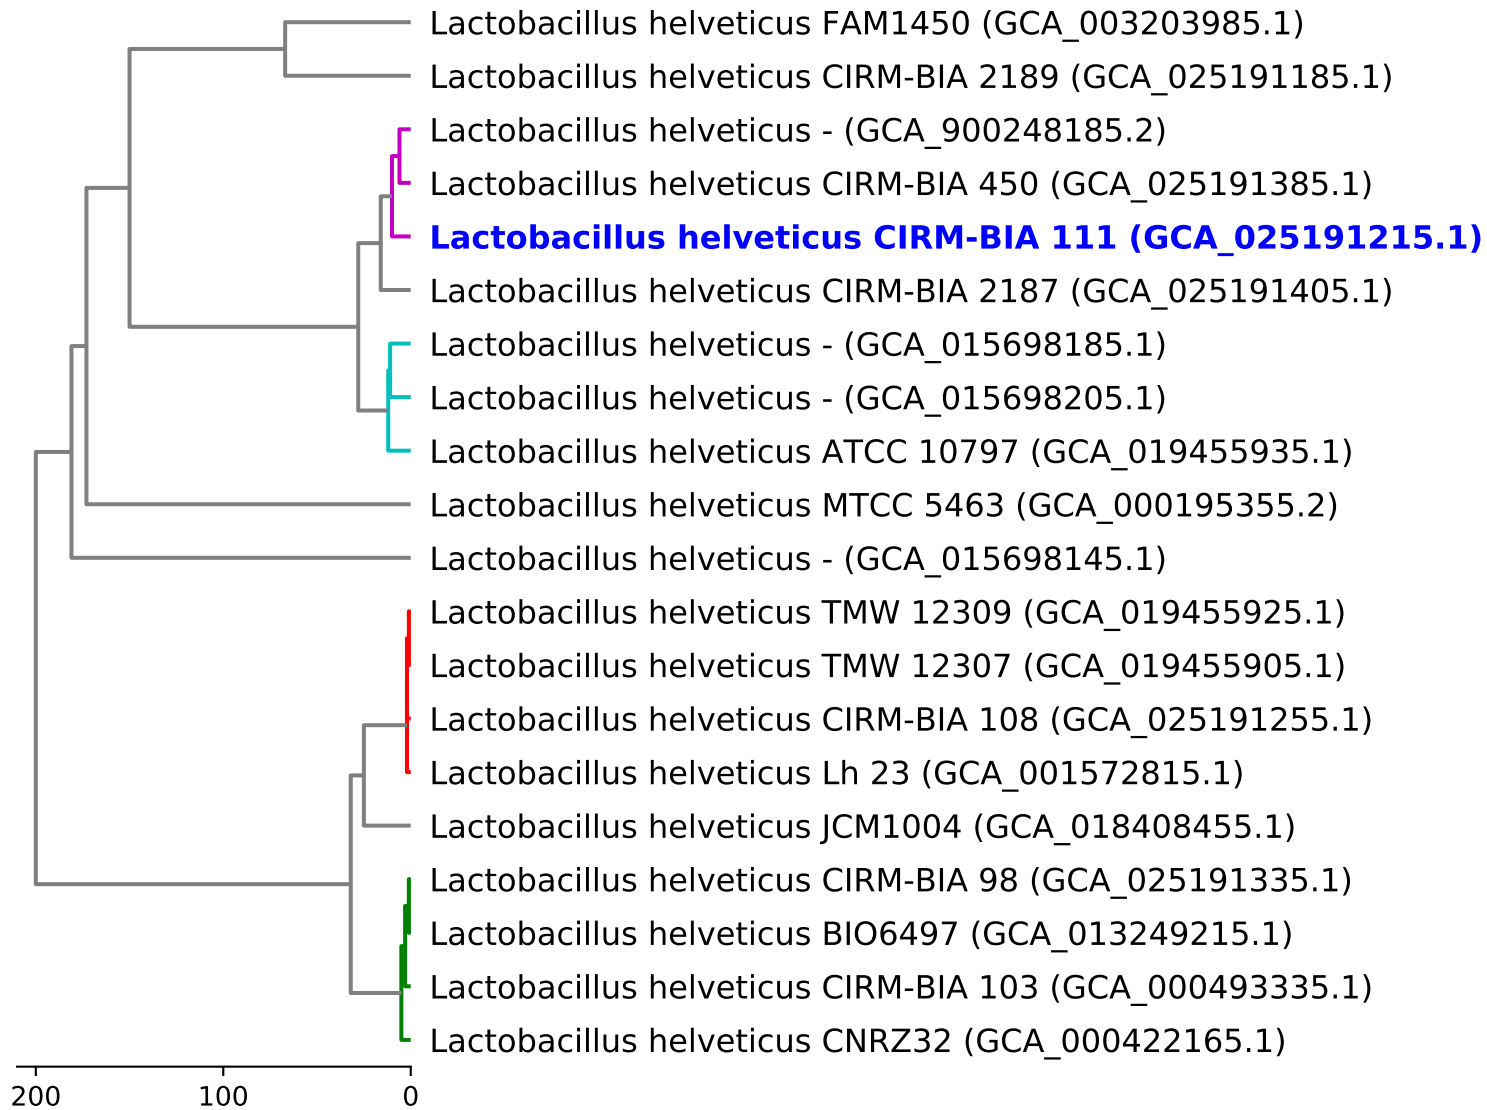 Lactobacillus helveticus FAM1450 (GCA_003203985.1)
Lactobacillus helveticus CIRM-BIA 2189 (GCA_025191185.1)
Lactobacillus helveticus - (GCA_900248185.2)
Lactobacillus helveticus CIRM-BIA 450 (GCA_025191385.1)
Lactobacillus helveticus CIRM-BIA 111 (GCA_025191215.1)
Lactobacillus helveticus CIRM-BIA 2187 (GCA_025191405.1)
Lactobacillus helveticus - (GCA_015698185.1)
Lactobacillus helveticus - (GCA_015698205.1)
Lactobacillus helveticus ATCC 10797 (GCA_019455935.1)
Lactobacillus helveticus MTCC 5463 (GCA_000195355.2)
Lactobacillus helveticus - (GCA_015698145.1)
Lactobacillus helveticus TMW 12309 (GCA_019455925.1)
Lactobacillus helveticus TMW 12307 (GCA_019455905.1)
Lactobacillus helveticus CIRM-BIA 108 (GCA_025191255.1)
Lactobacillus helveticus Lh 23 (GCA_001572815.1)
Lactobacillus helveticus JCM1004 (GCA_018408455.1)
Lactobacillus helveticus CIRM-BIA 98 (GCA_025191335.1)
Lactobacillus helveticus BIO6497 (GCA_013249215.1)
Lactobacillus helveticus CIRM-BIA 103 (GCA_000493335.1)
Lactobacillus helveticus CNRZ32 (GCA_000422165.1)
200 100 0